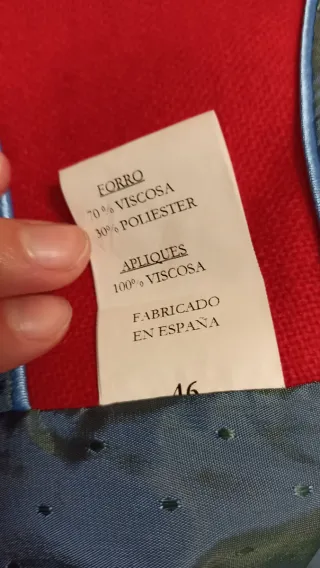 FORRO
70% VISCOSA
30% POLIESTER
APLIQUES
100% VISCOSA
FABRICADO
EN ESPAÑA
46